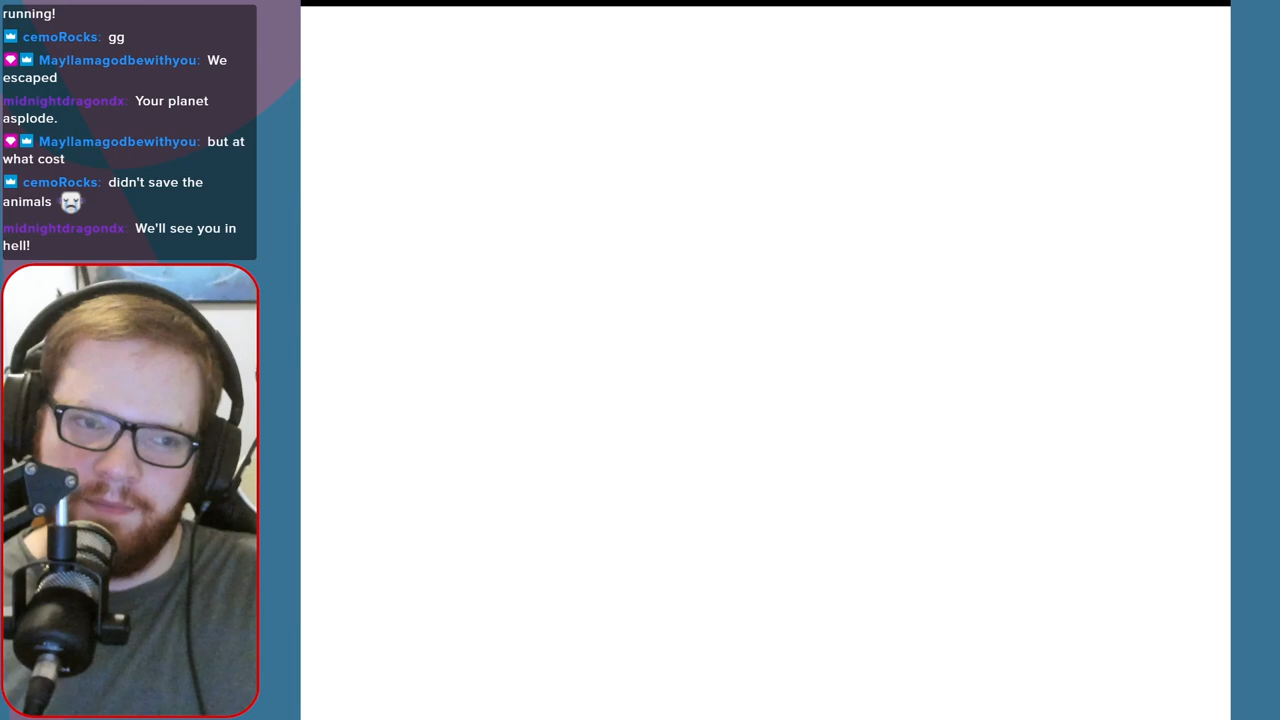 running!
cemoRocks: gg
Mayllamagodbewithyou: We
escaped
midnightdragondx: Your planet
asplode.
Mayllamagodbewithyou: but at
what cost
cemoRocks: didn't save the
animals
midnightdragondx: We'll see you in
hell!